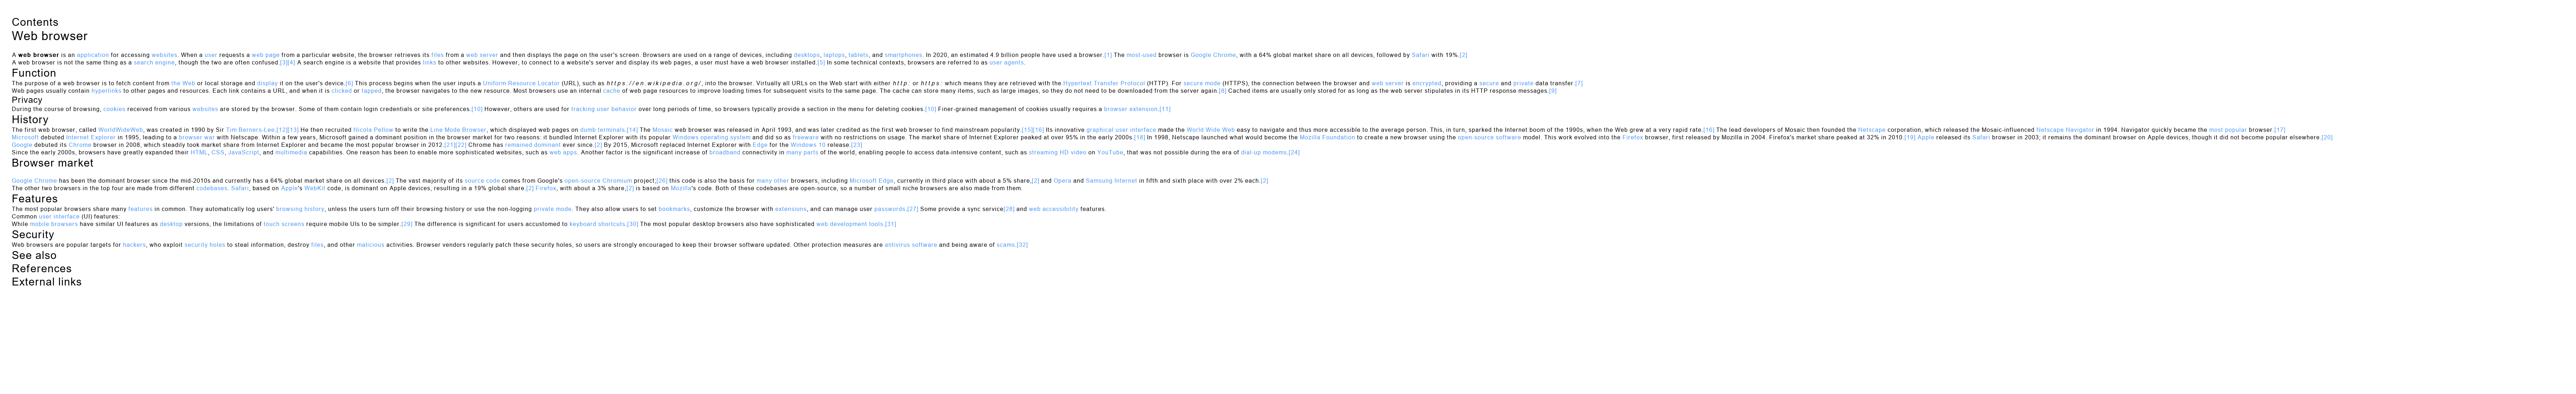 Contents
Web browser
A web browser is an application for accessing websites. When a user requests a web page from a particular website, the browser retrieves its files from a web server and then displays the page on the user's screen. Browsers are used on a range of devices, including desktops, laptops, tablets, and smartphones. In 2020, an estimated 4.9 billion people have used a browser.[1] The most-used browser is Google Chrome, with a 64% global market share on all devices, followed by Safari with 19%.[2]
A web browser is not the same thing as a search engine, though the two are often confused.[3][4] A search engine is a website that provides links to other websites. However, to connect to a website's server and display its web pages, a user must have a web browser installed.[5] In some technical contexts, browsers are referred to as user agents.
Function
The purpose of a web browser is to fetch content from the Web or local storage and display it on the user's device.[6] This process begins when the user inputs a Uniform Resource Locator (URL), such as https://en.wikipedia.org/, into the browser. Virtually all URLs on the Web start with either http: or https: which means they are retrieved with the Hypertext Transfer Protocol (HTTP). For secure mode (HTTPS), the connection between the browser and web server is encrypted, providing a secure and private data transfer.[7]
Web pages usually contain hyperlinks to other pages and resources. Each link contains a URL, and when it is clicked or tapped, the browser navigates to the new resource. Most browsers use an internal cache of web page resources to improve loading times for subsequent visits to the same page. The cache can store many items, such as large images, so they do not need to be downloaded from the server again.[8] Cached items are usually only stored for as long as the web server stipulates in its HTTP response messages.[9]
Privacy
During the course of browsing, cookies received from various websites are stored by the browser. Some of them contain login credentials or site preferences.[10] However, others are used for tracking user behavior over long periods of time, so browsers typically provide a section in the menu for deleting cookies.[10] Finer-grained management of cookies usually requires a browser extension.[11]
History
The first web browser, called WorldWideWeb, was created in 1990 by Sir Tim Berners-Lee.[12][13] He then recruited Nicola Pellow to write the Line Mode Browser, which displayed web pages on dumb terminals.[14] The Mosaic web browser was released in April 1993, and was later credited as the first web browser to find mainstream popularity.[15][16] Its innovative graphical user interface made the World Wide Web easy to navigate and thus more accessible to the average person. This, in turn, sparked the Internet boom of the 1990s, when the Web grew at a very rapid rate.[16] The lead developers of Mosaic then founded the Netscape corporation, which released the Mosaic-influenced Netscape Navigator in 1994. Navigator quickly became the most popular browser.[17]
Microsoft debuted Internet Explorer in 1995, leading to a browser war with Netscape. Within a few years, Microsoft gained a dominant position in the browser market for two reasons: it bundled Internet Explorer with its popular Windows operating system and did so as freeware with no restrictions on usage. The market share of Internet Explorer peaked at over 95% in the early 2000s.[18] In 1998, Netscape launched what would become the Mozilla Foundation to create a new browser using the open-source software model. This work evolved into the Firefox browser, first released by Mozilla in 2004. Firefox's market share peaked at 32% in 2010.[19] Apple released its Safari browser in 2003; it remains the dominant browser on Apple devices, though it did not become popular elsewhere.[20]
Google debuted its Chrome browser in 2008, which steadily took market share from Internet Explorer and became the most popular browser in 2012.[21][22] Chrome has remained dominant ever since.[2] By 2015, Microsoft replaced Internet Explorer with Edge for the Windows 10 release.[23]
Since the early 2000s, browsers have greatly expanded their HTML, CSS, JavaScript, and multimedia capabilities. One reason has been to enable more sophisticated websites, such as web apps. Another factor is the significant increase of broadband connectivity in many parts of the world, enabling people to access data-intensive content, such as streaming HD video on YouTube, that was not possible during the era of dial-up modems.[24]
Browser market
Google Chrome has been the dominant browser since the mid-2010s and currently has a 64% global market share on all devices.[2] The vast majority of its source code comes from Google's open-source Chromium project;[26] this code is also the basis for many other browsers, including Microsoft Edge, currently in third place with about a 5% share,[2] and Opera and Samsung Internet in fifth and sixth place with over 2% each.[2]
The other two browsers in the top four are made from different codebases. Safari, based on Apple's WebKit code, is dominant on Apple devices, resulting in a 19% global share.[2] Firefox, with about a 3% share,[2] is based on Mozilla's code. Both of these codebases are open-source, so a number of small niche browsers are also made from them.
Features
The most popular browsers share many features in common. They automatically log users' browsing history, unless the users turn off their browsing history or use the non-logging private mode. They also allow users to set bookmarks, customize the browser with extensions, and can manage user passwords.[27] Some provide a sync service[28] and web accessibility features.
Common user interface (UI) features:
While mobile browsers have similar UI features as desktop versions, the limitations of touch screens require mobile UIs to be simpler.[29] The difference is significant for users accustomed to keyboard shortcuts.[30] The most popular desktop browsers also have sophisticated web development tools.[31]
Security
Web browsers are popular targets for hackers, who exploit security holes to steal information, destroy files, and other malicious activities. Browser vendors regularly patch these security holes, so users are strongly encouraged to keep their browser software updated. Other protection measures are antivirus software and being aware of scams.[32]
See also
References
External links